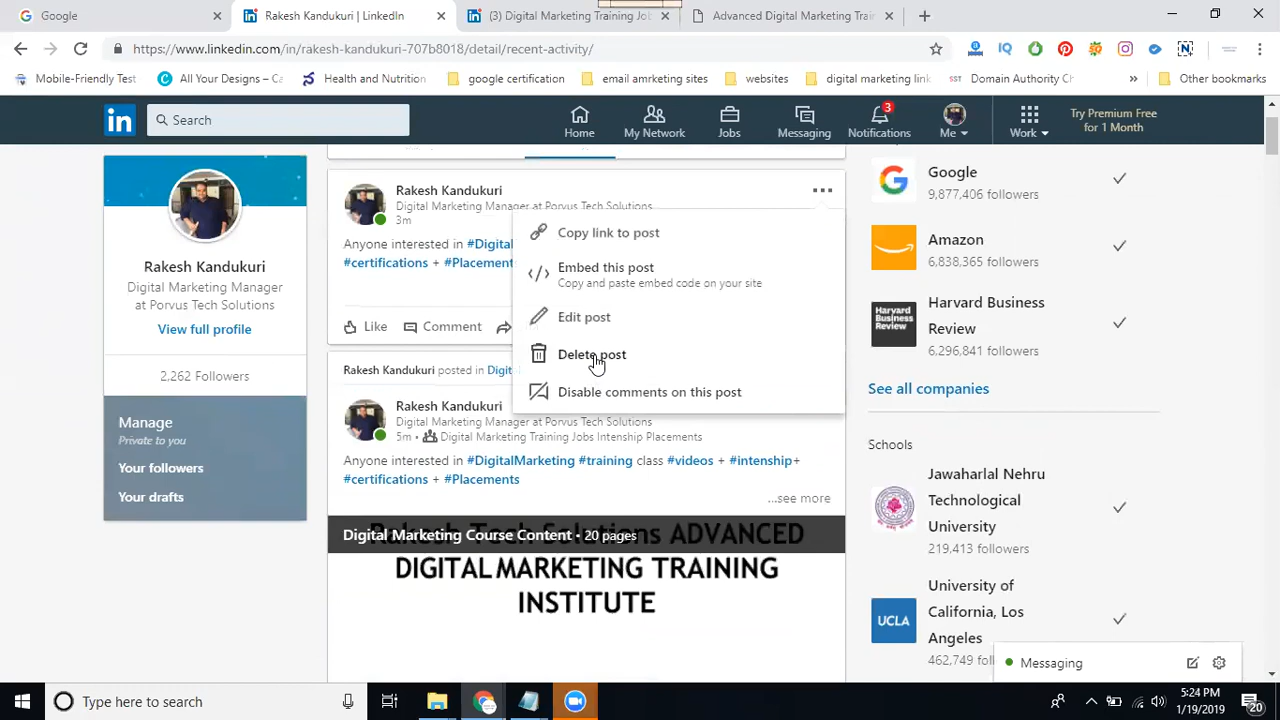 Google
Rakesh Kandukuri | LinkedIn
(3) Digital Marketing Training Job
Advanced Digital Marketing Train
https://www.linkedin.com/in/rakesh-kandukuri-707b8018/detail/recent-activity/
Mobile-Friendly Test
All Your Designs – Ca
Health and Nutrition
google certification
email amrketing sites
websites
digital marketing link
Domain Authority Ch
Other bookmarks
Search
Home
My Network
Jobs
Messaging
3
Notifications
Me
Work
Try Premium Free
for 1 Month
Rakesh Kandukuri
Digital Marketing Manager
at Porvus Tech Solutions
View full profile
2,262 Followers
Manage
Private to you
Your followers
Your drafts
Rakesh Kandukuri
Digital Marketing Manager at Porvus Tech Solutions
3m
Anyone interested in #Digital
#certifications + #Placement
Like
Comment
Copy link to post
Embed this post
Copy and paste embed code on your site
Edit post
Delete post
Disable comments on this post
Rakesh Kandukuri posted in Digit
Rakesh Kandukuri
Digital Marketing Manager at Porvus Tech Solutions
5m • Digital Marketing Training Jobs Intenship Placements
Anyone interested in #DigitalMarketing #training class #videos + #intenship+
#certifications + #Placements
...see more
Digital Marketing Course Content • 20 pages
Rakesh Tech Solutions ADVANCED
DIGITAL MARKETING TRAINING
INSTITUTE
Google
9,877,406 followers
Amazon
6,838,365 followers
Harvard Business Review
Harvard Business
Review
6,296,841 followers
See all companies
Schools
Jawaharlal Nehru
Technological
University
219,413 followers
UCLA
University of
California, Los
Angeles
462,749 foll
Messaging
Type here to search
5:24 PM
1/19/2019
20